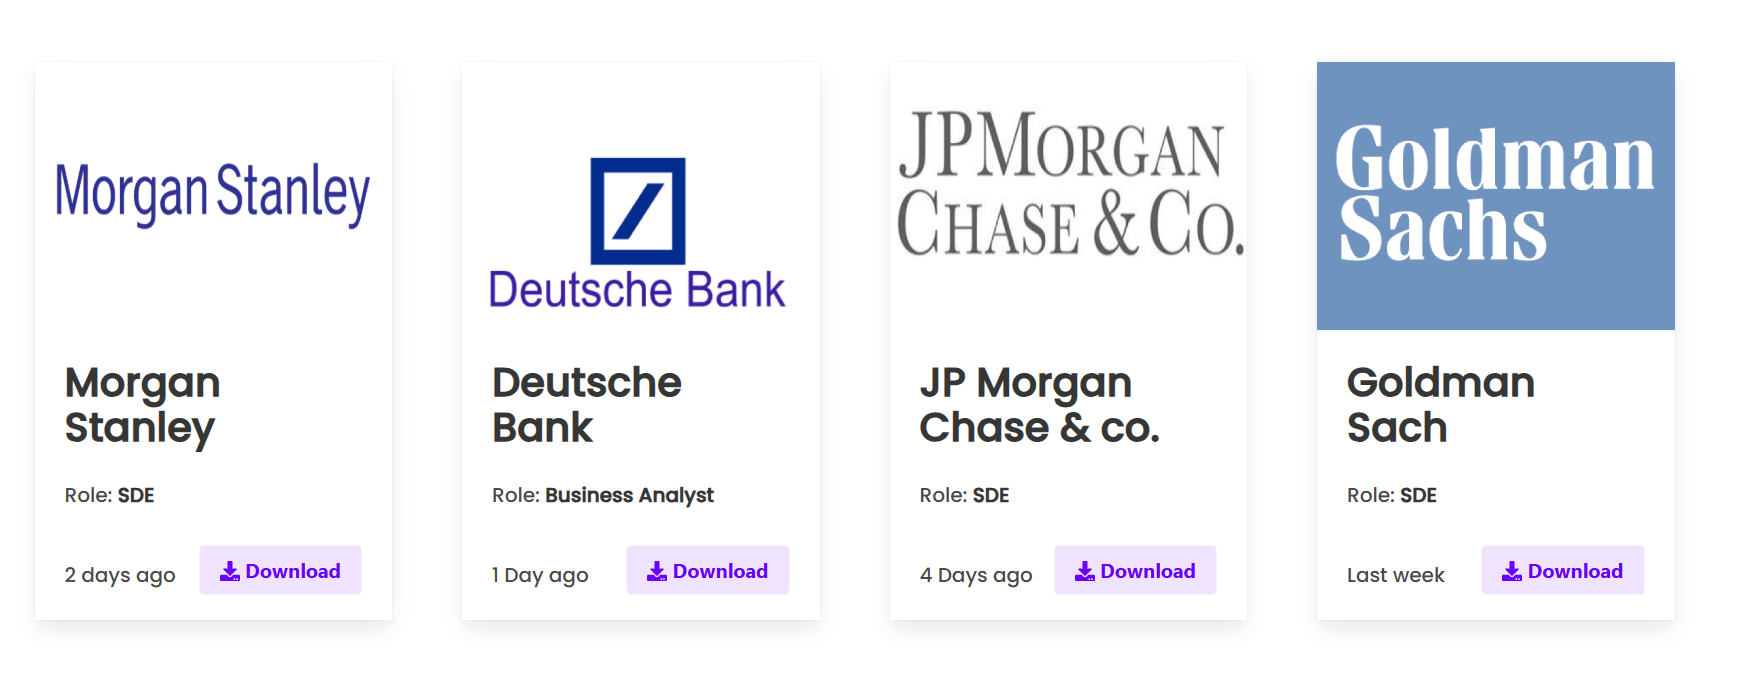 Morgan Stanley
Morgan
Stanley
Role: SDE
2 days ago
Download
Deutsche Bank
Deutsche
Bank
Role: Business Analyst
1 Day ago
Download
JPMORGAN
CHASE & CO.
JP Morgan
Chase & co.
Role: SDE
4 Days ago
Download
Goldman
Sachs
Goldman
Sach
Role: SDE
Last week
Download